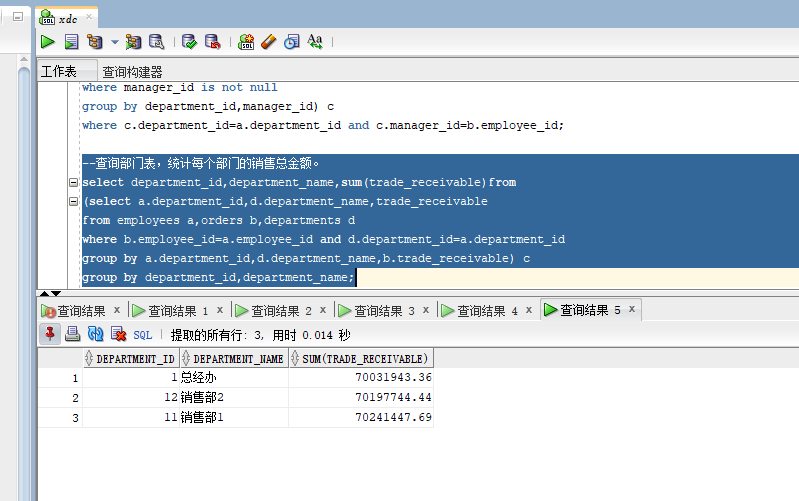 xdc
工作表 查询构建器
where manager_id is not null
group by department_id,manager_id) c
where c.department_id=a.department_id and c.manager_id=b.employee_id;
--查询部门表，统计每个部门的销售总金额。
select department_id,department_name,sum(trade_receivable)from
(select a.department_id,d.department_name,trade_receivable
from employees a,orders b,departments d
where b.employee_id=a.employee_id and d.department_id=a.department_id
group by a.department_id,d.department_name,b.trade_receivable) c
group by department_id,department_name;
查询结果 x 查询结果 1 x 查询结果 2 x 查询结果 3 x 查询结果 4 x 查询结果 5 x
SQL 提取的所有行: 3, 用时 0.014 秒
DEPARTMENT_ID DEPARTMENT_NAME SUM(TRADE_RECEIVABLE)
1 1 总经办 70031943.36
2 12 销售部2 70197744.44
3 11 销售部1 70241447.69